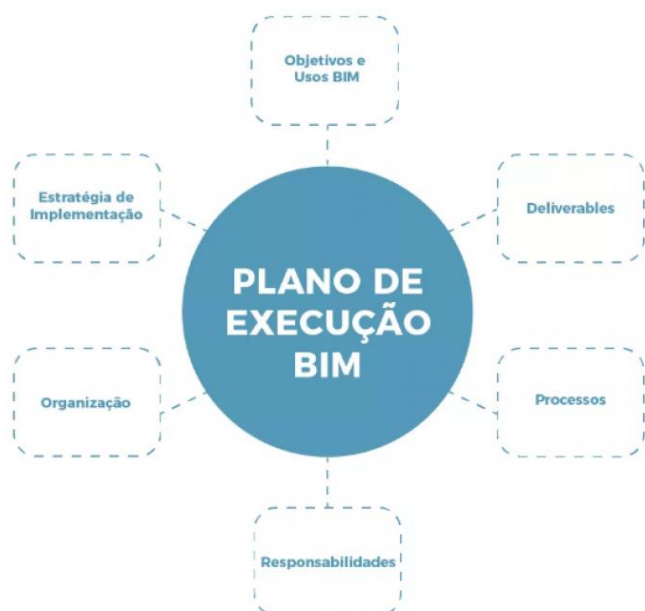 Objetivos e
Usos BIM
Estratégia de
Implementação
Deliverables
PLANO DE
EXECUÇÃO
BIM
Organização
Processos
Responsabilidades